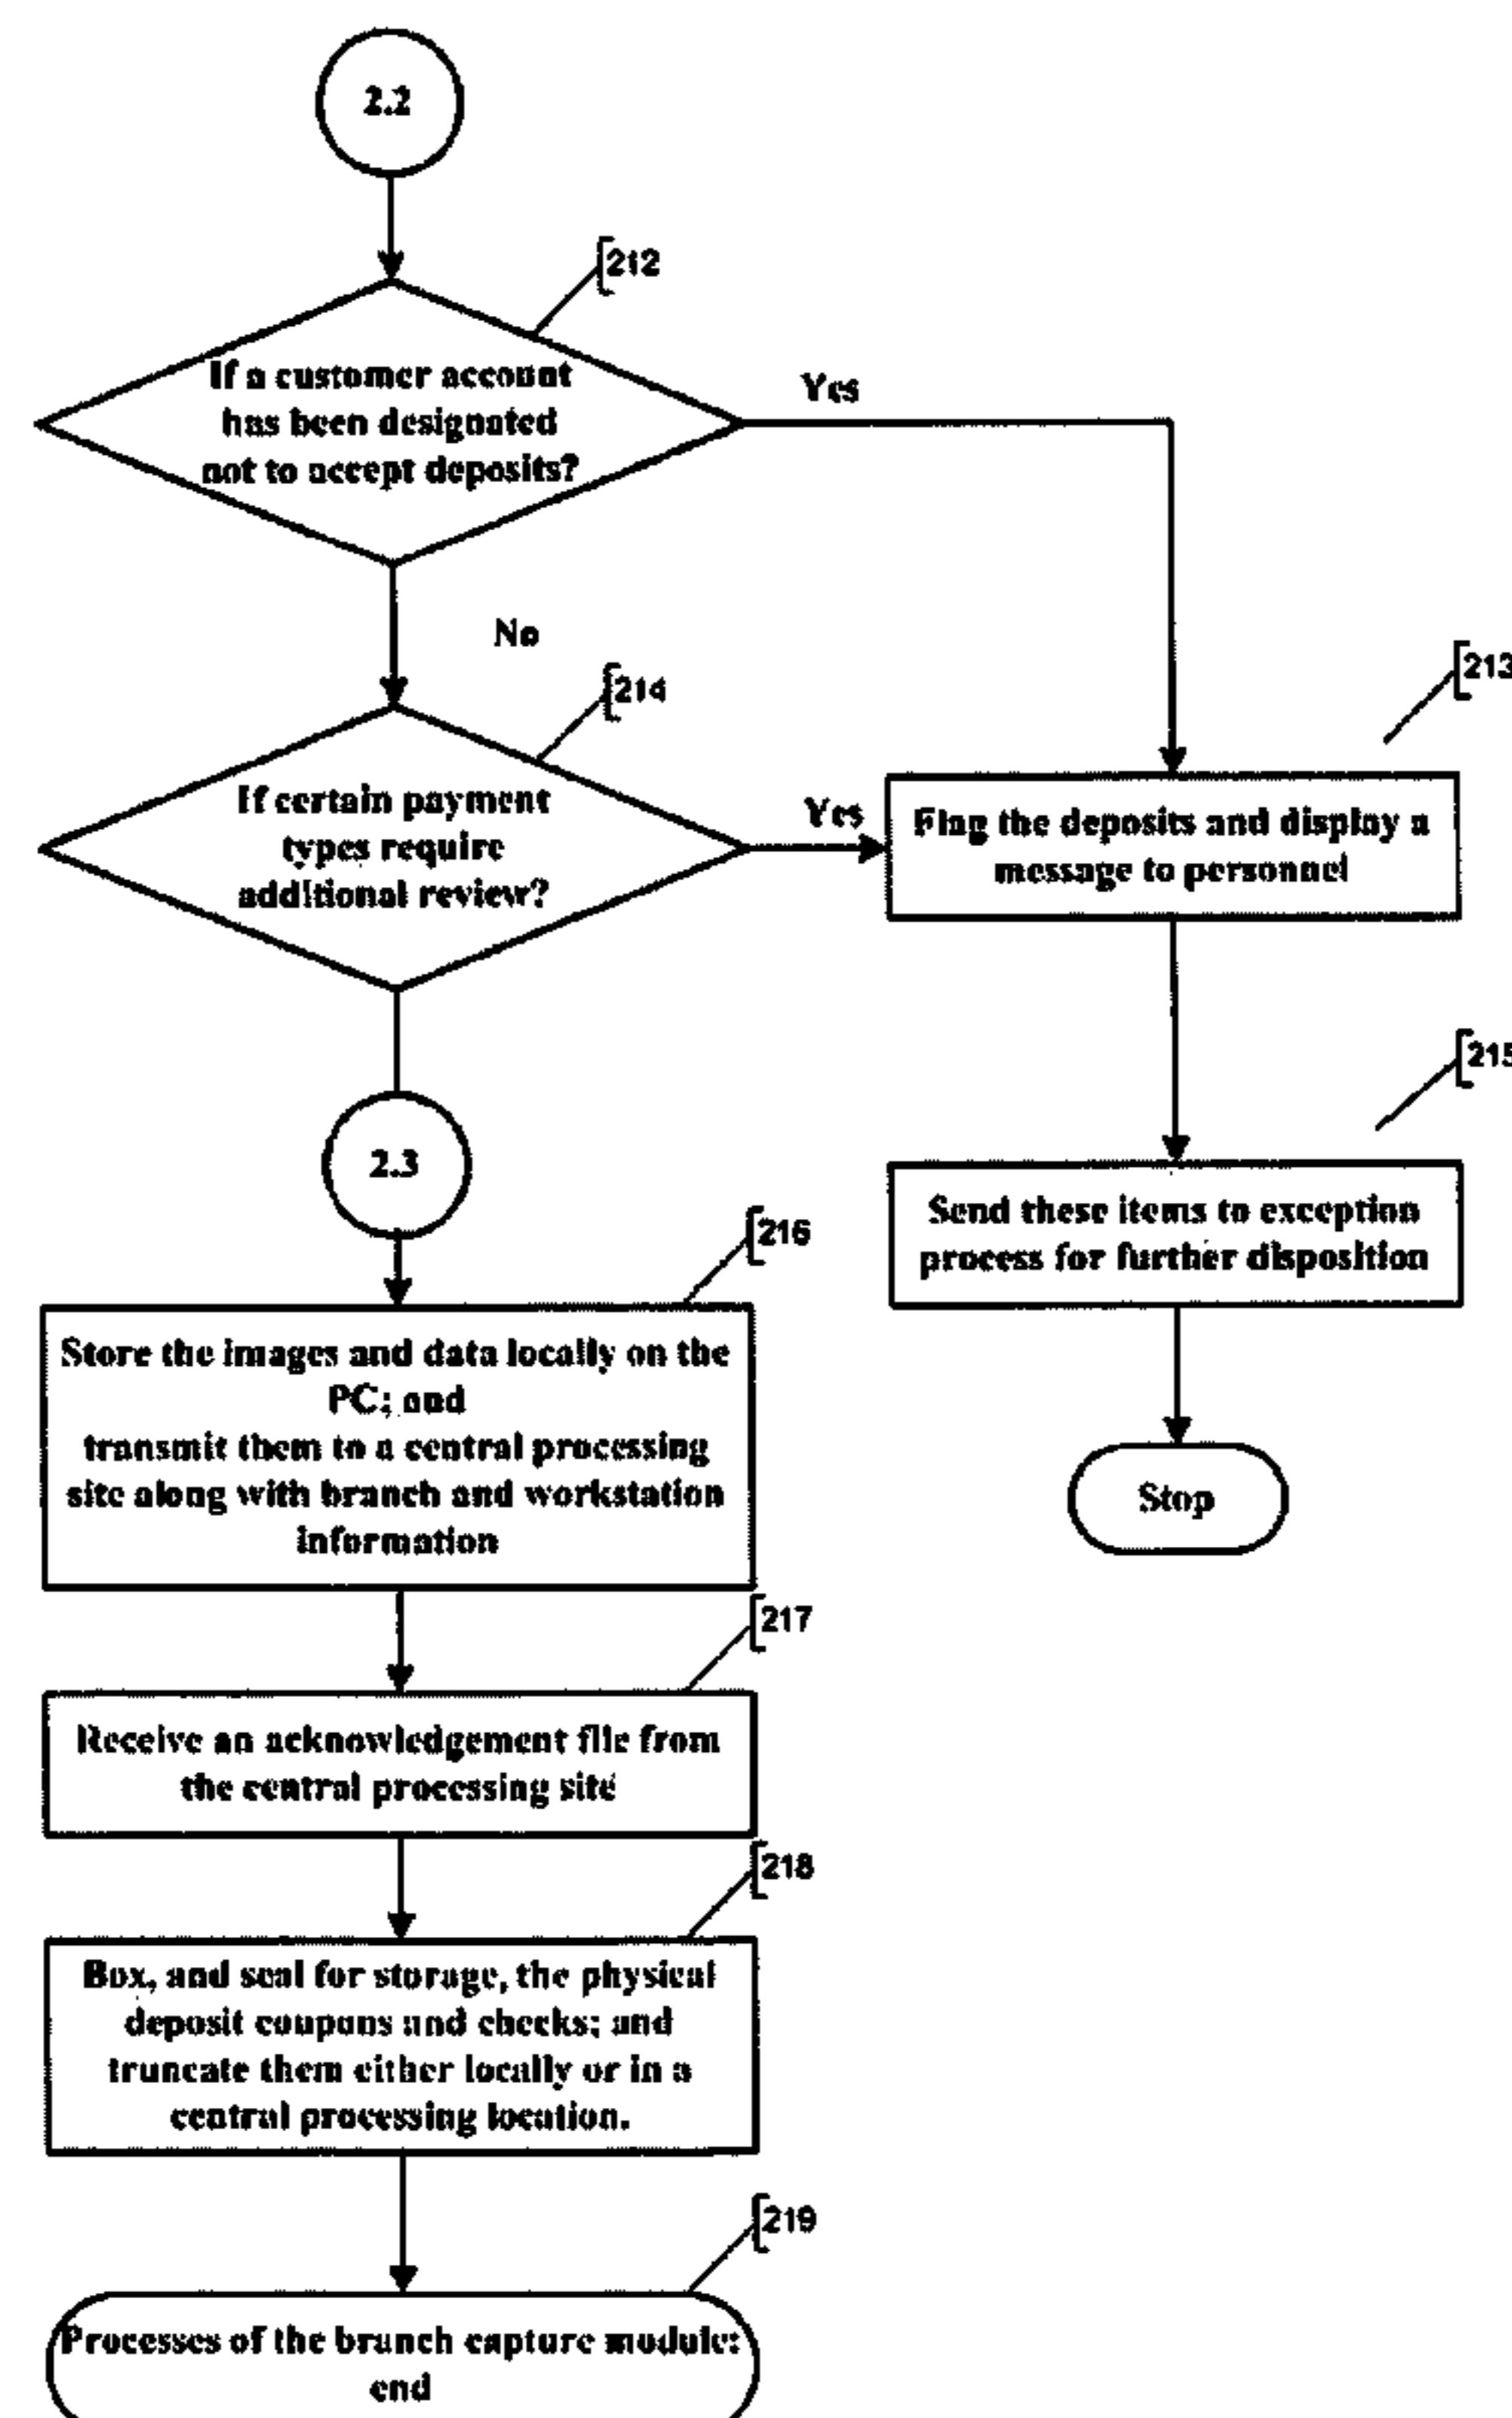 2.2
212
If a customer account
has been designated
not to accept deposits?
Yes
No
213
214
If certain payment
types require
additional review?
Yes
Flag the deposits and display a
message to personnel
215
2.3
Send these items to exception
process for further disposition
216
Store the images and data locally on the
PC; and
transmit them to a central processing
site along with branch and workstation
information
Stop
217
Receive an acknowledgement file from
the central processing site
218
Box, and seal for storage, the physical
deposit coupons and checks; and
truncate them either locally or in a
central processing location.
219
Processes of the branch capture module:
end